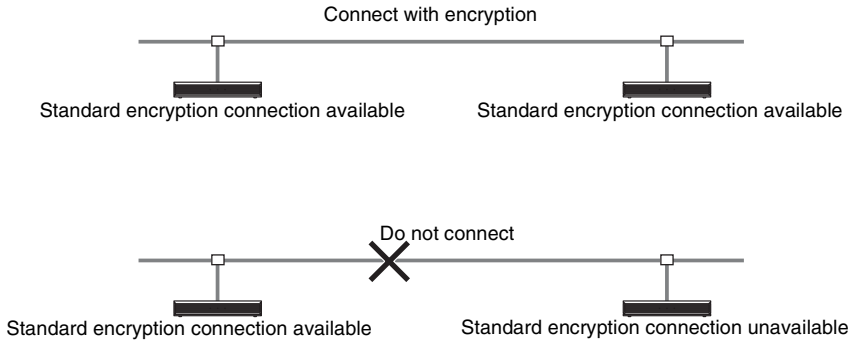 Connect with encryption
Standard encryption connection available
Standard encryption connection available
Do not connect
Standard encryption connection available
Standard encryption connection unavailable